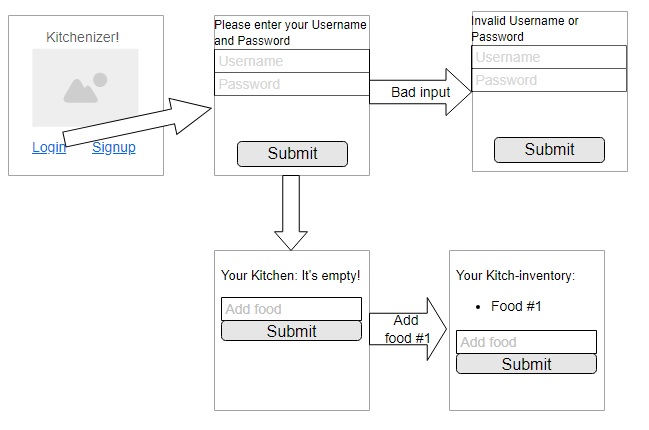 Kitchenizer!
Login
Signup
Please enter your Username
and Password
Username
Password
Submit
Bad input
Invalid Username or
Password
Username
Password
Submit
Your Kitchen: It's empty!
Add food
Submit
Add
food #1
Your Kitch-inventory:
• Food #1
Add food
Submit